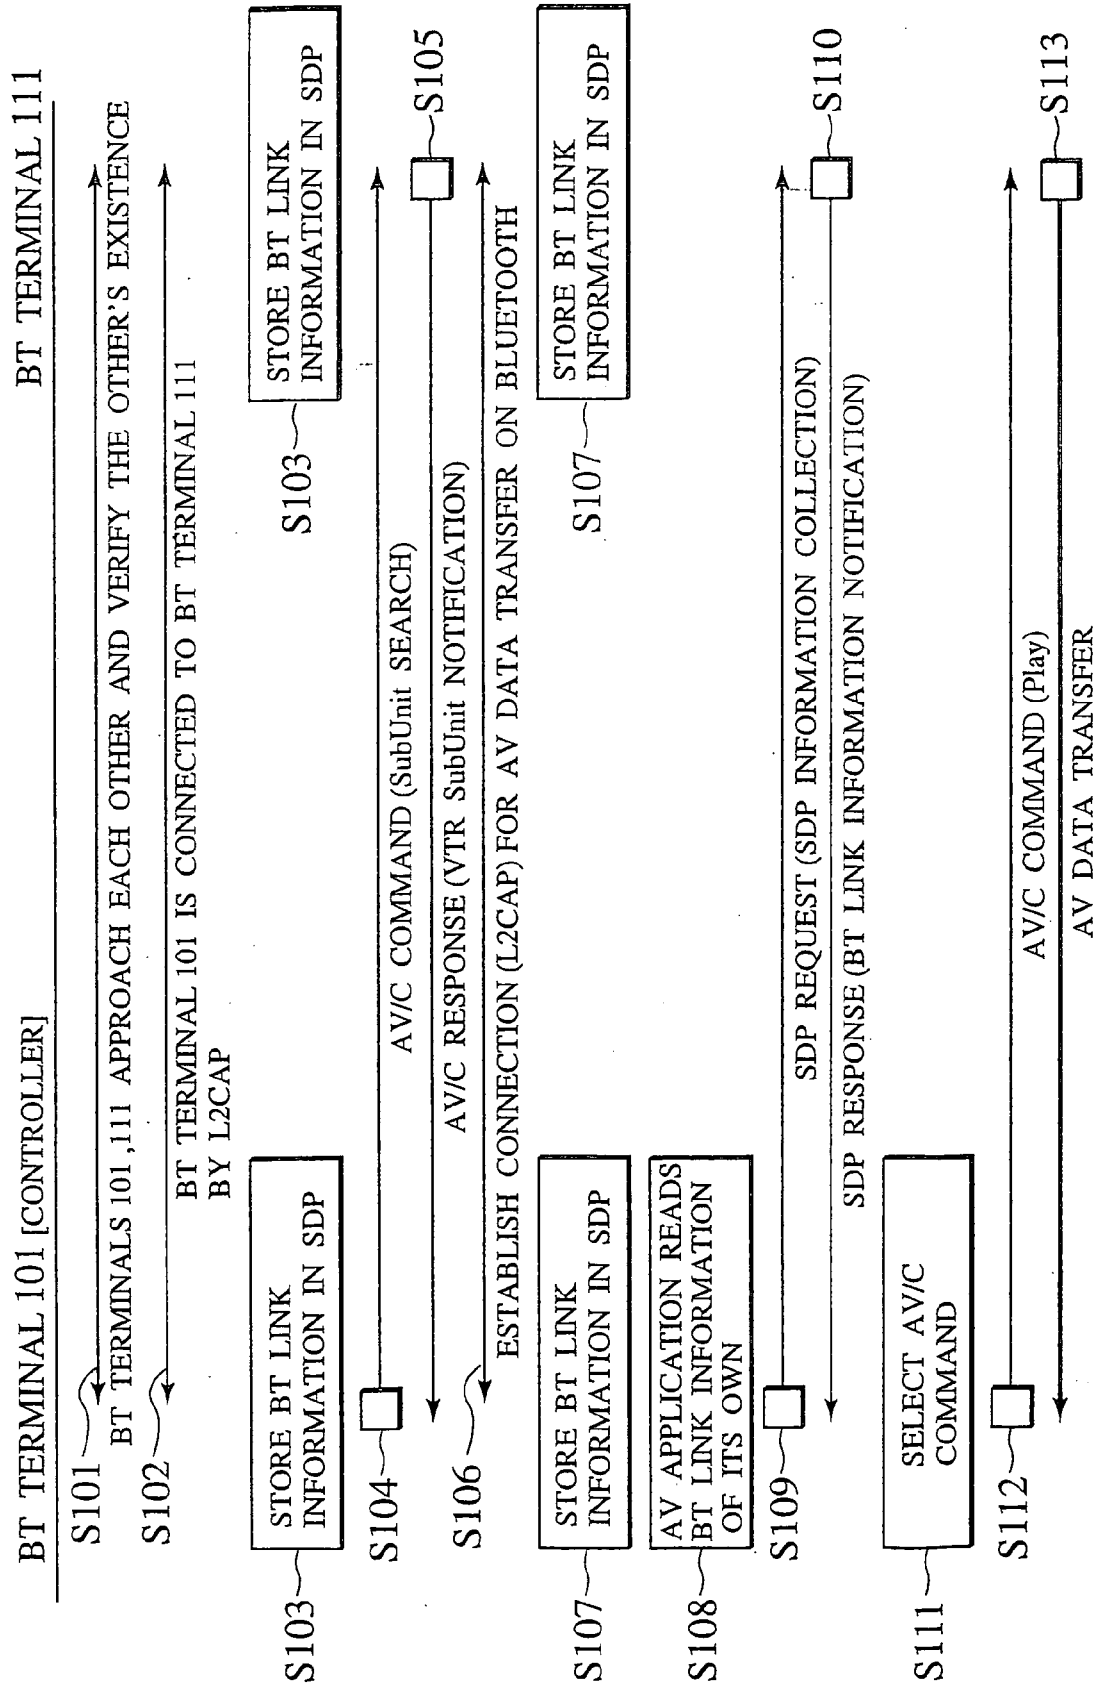 BT TERMINAL 101 [CONTROLLER]
BT TERMINAL 111
S101
BT TERMINALS 101,111 APPROACH EACH OTHER AND VERIFY THE OTHER'S EXISTENCE
S102
BT TERMINAL 101 IS CONNECTED TO BT TERMINAL 111
BY L2CAP
S103
STORE BT LINK
INFORMATION IN SDP
S103
STORE BT LINK
INFORMATION IN SDP
S104
AV/C COMMAND (SubUnit SEARCH)
S105
AV/C RESPONSE (VTR SubUnit NOTIFICATION)
S106
ESTABLISH CONNECTION (L2CAP) FOR AV DATA TRANSFER ON BLUETOOTH
S107
STORE BT LINK
INFORMATION IN SDP
S107
STORE BT LINK
INFORMATION IN SDP
S108
AV APPLICATION READS
BT LINK INFORMATION
OF ITS OWN
S109
SDP REQUEST (SDP INFORMATION COLLECTION)
S110
SDP RESPONSE (BT LINK INFORMATION NOTIFICATION)
S111
SELECT AV/C
COMMAND
S112
AV/C COMMAND (Play)
S113
AV DATA TRANSFER